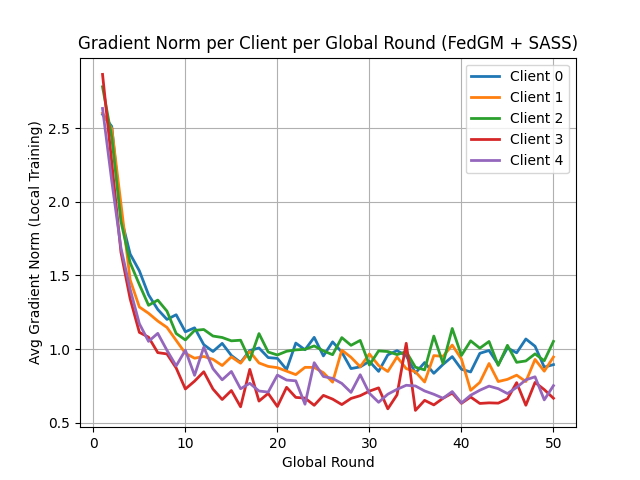 Gradient Norm per Client per Global Round (FedGM + SASS)
Client 0
Client 1
Client 2
Client 3
Client 4
Avg Gradient Norm (Local Training)
2.5
2.0
1.5
1.0
0.5
0 10 20 30 40 50
Global Round